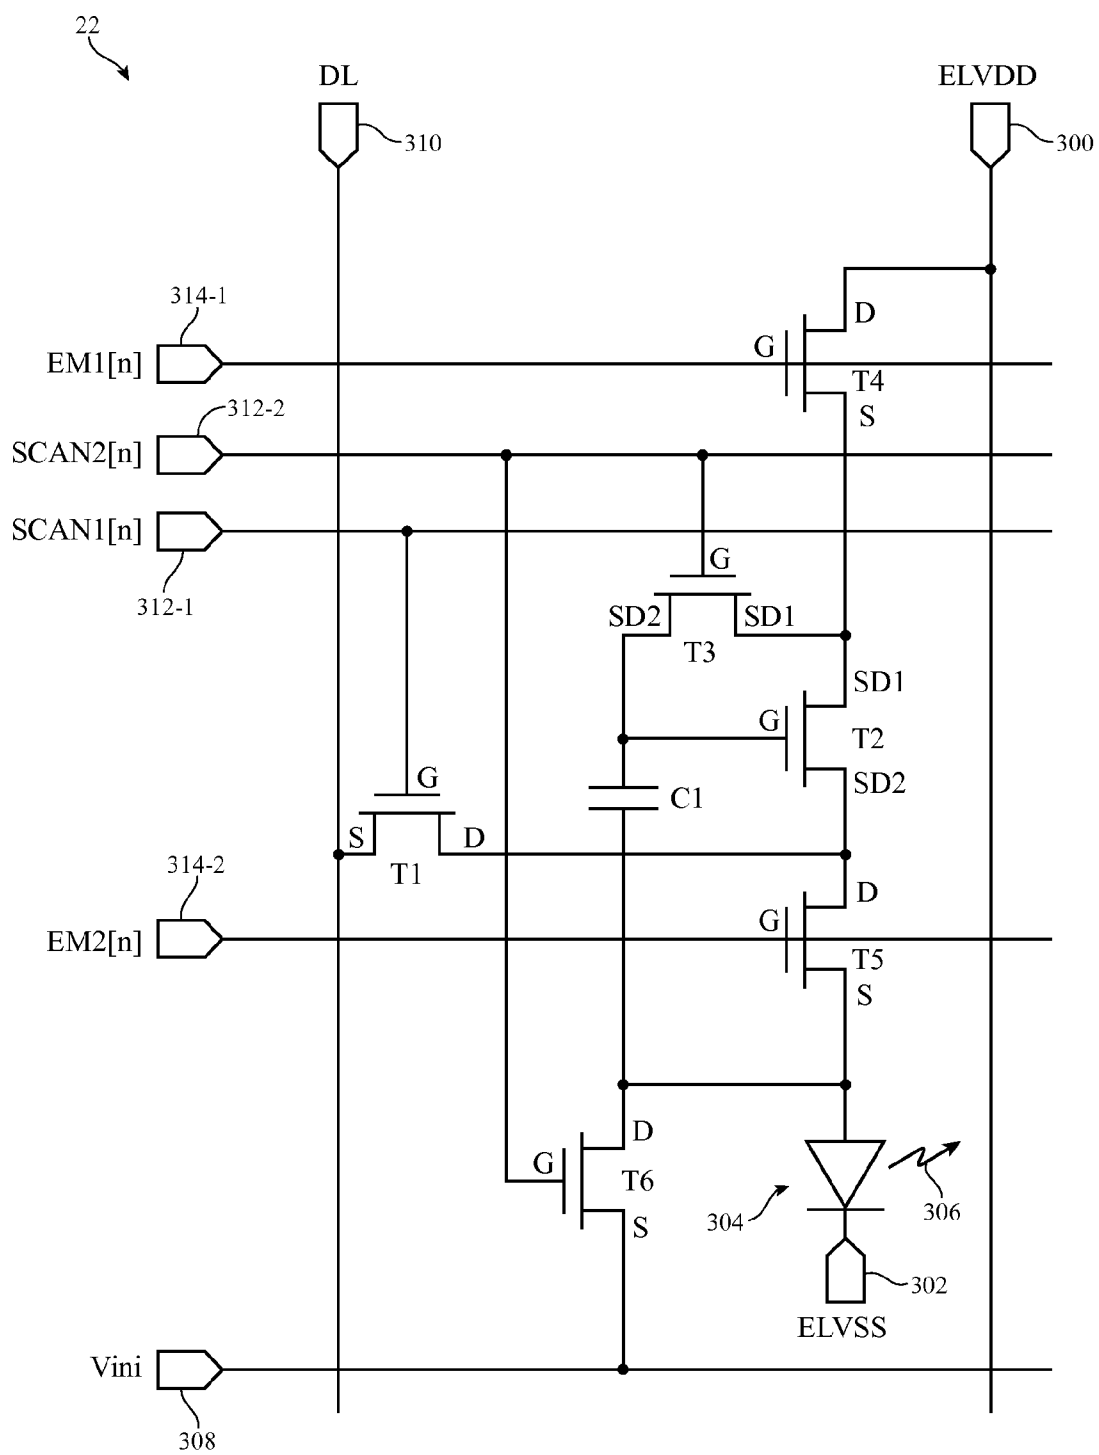 22
DL
ELVDD
310
300
314-1
D
EM1[n]
G
T4
312-2
S
SCAN2[n]
SCAN1[n]
G
312-1
SD2
SD1
T3
SD1
G
T2
G
SD2
C1
S
D
T1
314-2
D
G
EM2[n]
T5
S
D
G
T6
304
306
S
302
ELVSS
Vini
308